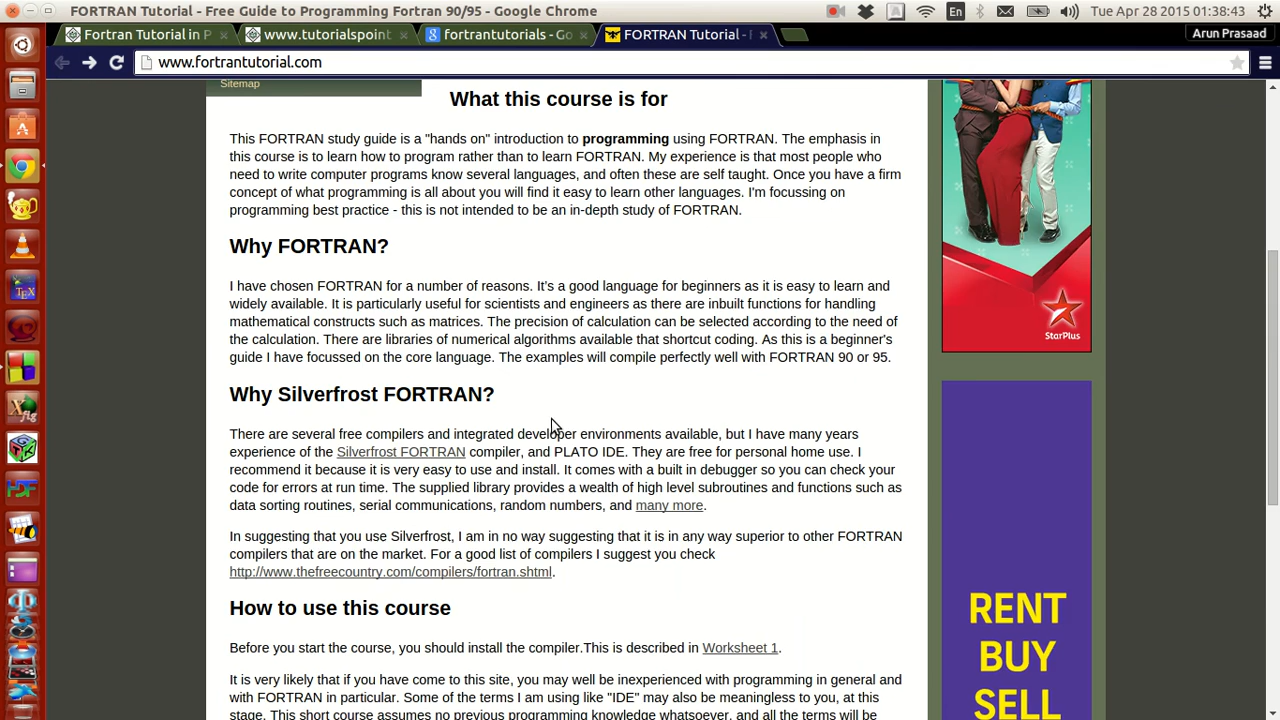 FORTRAN Tutorial - Free Guide to Programming Fortran 90/95 - Google Chrome
En
Tue Apr 28 2015 01:38:43
Fortran Tutorial in P
www.tutorialspoint
fortrantutorials - Go
FORTRAN Tutorial -
Arun Prasaad
www.fortrantutorial.com
Sitemap
What this course is for
This FORTRAN study guide is a "hands on" introduction to programming using FORTRAN. The emphasis in
this course is to learn how to program rather than to learn FORTRAN. My experience is that most people who
need to write computer programs know several languages, and often these are self taught. Once you have a firm
concept of what programming is all about you will find it easy to learn other languages. I'm focussing on
programming best practice - this is not intended to be an in-depth study of FORTRAN.
Why FORTRAN?
I have chosen FORTRAN for a number of reasons. It's a good language for beginners as it is easy to learn and
widely available. It is particularly useful for scientists and engineers as there are inbuilt functions for handling
mathematical constructs such as matrices. The precision of calculation can be selected according to the need of
the calculation. There are libraries of numerical algorithms available that shortcut coding. As this is a beginner's
guide I have focussed on the core language. The examples will compile perfectly well with FORTRAN 90 or 95.
Why Silverfrost FORTRAN?
There are several free compilers and integrated developer environments available, but I have many years
experience of the Silverfrost FORTRAN compiler, and PLATO IDE. They are free for personal home use. I
recommend it because it is very easy to use and install. It comes with a built in debugger so you can check your
code for errors at run time. The supplied library provides a wealth of high level subroutines and functions such as
data sorting routines, serial communications, random numbers, and many more.
In suggesting that you use Silverfrost, I am in no way suggesting that it is in any way superior to other FORTRAN
compilers that are on the market. For a good list of compilers I suggest you check
http://www.thefreecountry.com/compilers/fortran.shtml.
How to use this course
Before you start the course, you should install the compiler.This is described in Worksheet 1.
It is very likely that if you have come to this site, you may well be inexperienced with programming in general and
with FORTRAN in particular. Some of the terms I am using like "IDE" may also be meaningless to you, at this
stage. This short course assumes no previous programming knowledge whatsoever, and all the terms will be
StarPlus
RENT
BUY
SELL